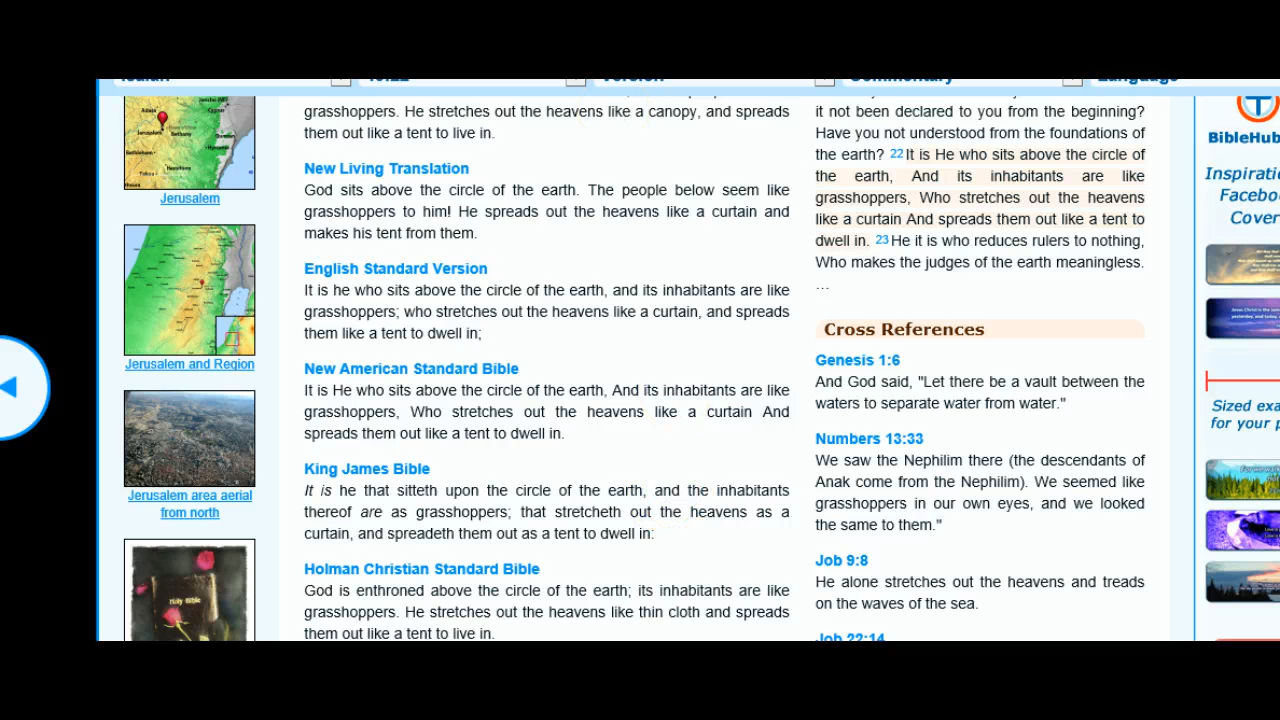 Jerusalem
Jerusalem and Region
Jerusalem area aerial
from north
Holy Bible
grasshoppers. He stretches out the heavens like a canopy, and spreads
them out like a tent to live in.
New Living Translation
God sits above the circle of the earth. The people below seem like
grasshoppers to him! He spreads out the heavens like a curtain and
makes his tent from them.
English Standard Version
It is he who sits above the circle of the earth, and its inhabitants are like
grasshoppers; who stretches out the heavens like a curtain, and spreads
them like a tent to dwell in;
New American Standard Bible
It is He who sits above the circle of the earth, And its inhabitants are like
grasshoppers, Who stretches out the heavens like a curtain And
spreads them out like a tent to dwell in.
King James Bible
It is he that sitteth upon the circle of the earth, and the inhabitants
thereof are as grasshoppers; that stretcheth out the heavens as a
curtain, and spreadeth them out as a tent to dwell in:
Holman Christian Standard Bible
God is enthroned above the circle of the earth; its inhabitants are like
grasshoppers. He stretches out the heavens like thin cloth and spreads
them out like a tent to live in.
it not been declared to you from the beginning?
Have you not understood from the foundations of
the earth? 22 It is He who sits above the circle of
the earth, And its inhabitants are like
grasshoppers, Who stretches out the heavens
like a curtain And spreads them out like a tent to
dwell in. 23 He it is who reduces rulers to nothing,
Who makes the judges of the earth meaningless.
…
Cross References
Genesis 1:6
And God said, "Let there be a vault between the
waters to separate water from water."
Numbers 13:33
We saw the Nephilim there (the descendants of
Anak come from the Nephilim). We seemed like
grasshoppers in our own eyes, and we looked
the same to them."
Job 9:8
He alone stretches out the heavens and treads
on the waves of the sea.
Job 22:14
BibleHub
Inspiratio
Faceboo
Cover
Sized exa
for your p